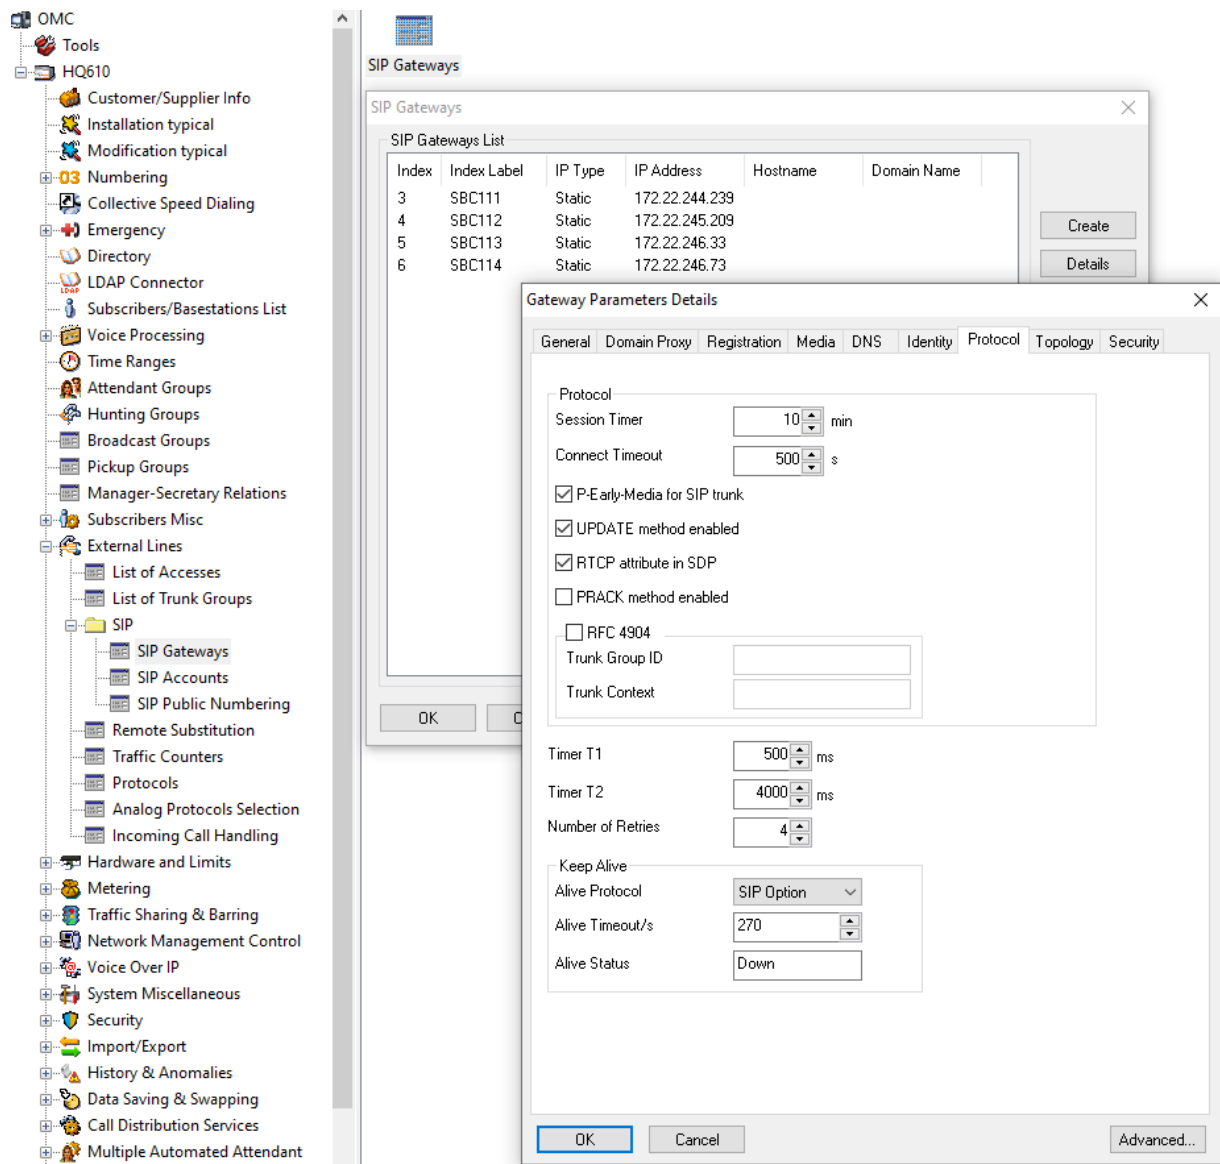 OMC
Tools
HQ610
Customer/Supplier Info
Installation typical
Modification typical
03 Numbering
Collective Speed Dialing
Emergency
Directory
LDAP LDAP Connector
Subscribers/Basestations List
Voice Processing
Time Ranges
Attendant Groups
Hunting Groups
Broadcast Groups
Pickup Groups
Manager-Secretary Relations
Subscribers Misc
External Lines
List of Accesses
List of Trunk Groups
SIP
SIP Gateways
SIP Accounts
SIP Public Numbering
Remote Substitution
Traffic Counters
Protocols
Analog Protocols Selection
Incoming Call Handling
Hardware and Limits
Metering
Traffic Sharing & Barring
Network Management Control
Voice Over IP
System Miscellaneous
Security
Import/Export
History & Anomalies
Data Saving & Swapping
Call Distribution Services
Multiple Automated Attendant
SIP Gateways
SIP Gateways
SIP Gateways List
Index Index Label IP Type IP Address Hostname Domain Name
3 SBC111 Static 172.22.244.239
4 SBC112 Static 172.22.245.209
5 SBC113 Static 172.22.246.33
6 SBC114 Static 172.22.246.73
Create
Details
OK
Gateway Parameters Details
General Domain Proxy Registration Media DNS Identity Protocol Topology Security
Protocol
Session Timer 10 min
Connect Timeout 500 s
P-Early-Media for SIP trunk
UPDATE method enabled
RTCP attribute in SDP
PRACK method enabled
RFC 4904
Trunk Group ID
Trunk Context
Timer T1 500 ms
Timer T2 4000 ms
Number of Retries 4
Keep Alive
Alive Protocol SIP Option
Alive Timeout/s 270
Alive Status Down
OK Cancel Advanced...